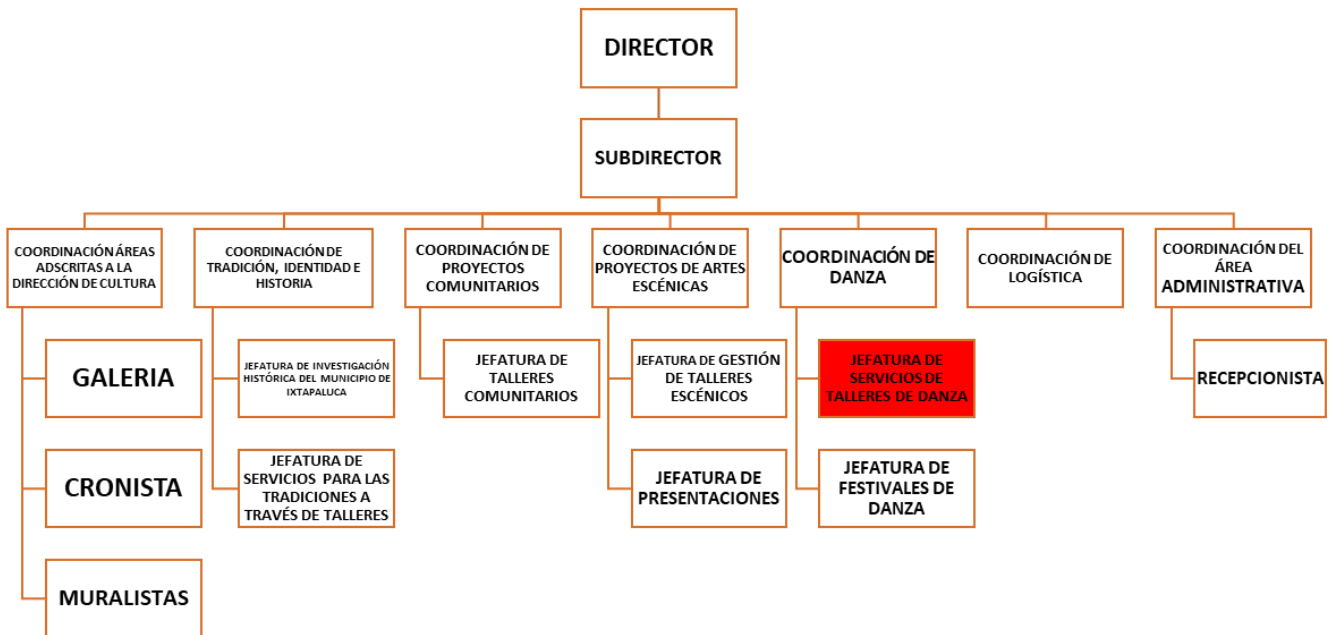 DIRECTOR
SUBDIRECTOR
COORDINACIÓN ÁREAS
ADSCRITAS A LA
DIRECCIÓN DE CULTURA
COORDINACIÓN DE
TRADICIÓN, IDENTIDAD E
HISTORIA
COORDINACIÓN DE
PROYECTOS
COMUNITARIOS
COORDINACIÓN DE
PROYECTOS DE ARTES
ESCÉNICAS
COORDINACIÓN DE
DANZA
COORDINACIÓN DE
LOGÍSTICA
COORDINACIÓN DEL
ÁREA
ADMINISTRATIVA
GALERIA
JEFATURA DE INVESTIGACIÓN
HISTÓRICA DEL MUNICIPIO DE
IXTAPALUCA
JEFATURA DE
TALLERES
COMUNITARIOS
JEFATURA DE GESTIÓN
DE TALLERES
ESCÉNICOS
JEFATURA DE
SERVICIOS DE
TALLERES DE DANZA
RECEPCIONISTA
CRONISTA
JEFATURA DE
SERVICIOS PARA LAS
TRADICIONES A
TRAVÉS DE TALLERES
JEFATURA DE
PRESENTACIONES
JEFATURA DE
FESTIVALES DE
DANZA
MURALISTAS